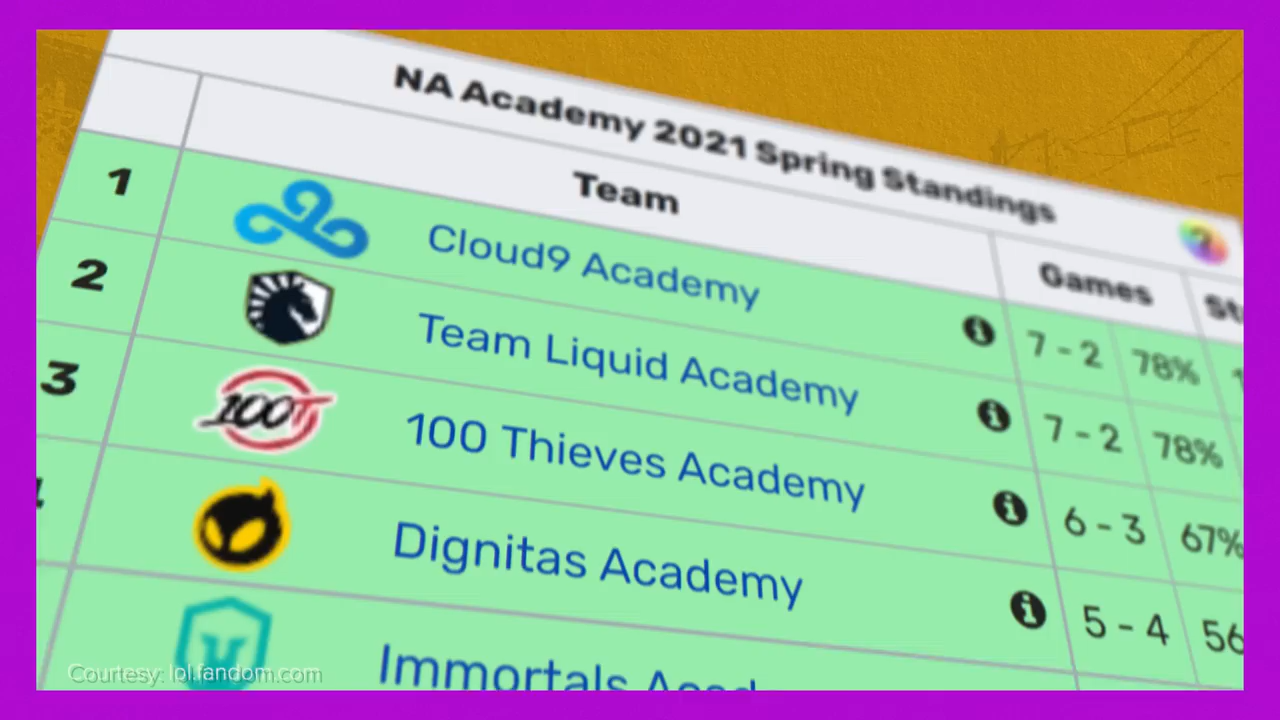 NA Academy 2021 Spring Standings
Team Games
1 Cloud9 Academy 7 - 2 78%
2 Team Liquid Academy 7 - 2 78%
3 100T 100 Thieves Academy 6 - 3 67%
Dignitas Academy 5 - 4 56
Immortals
Courtesy: lol.fandom.com